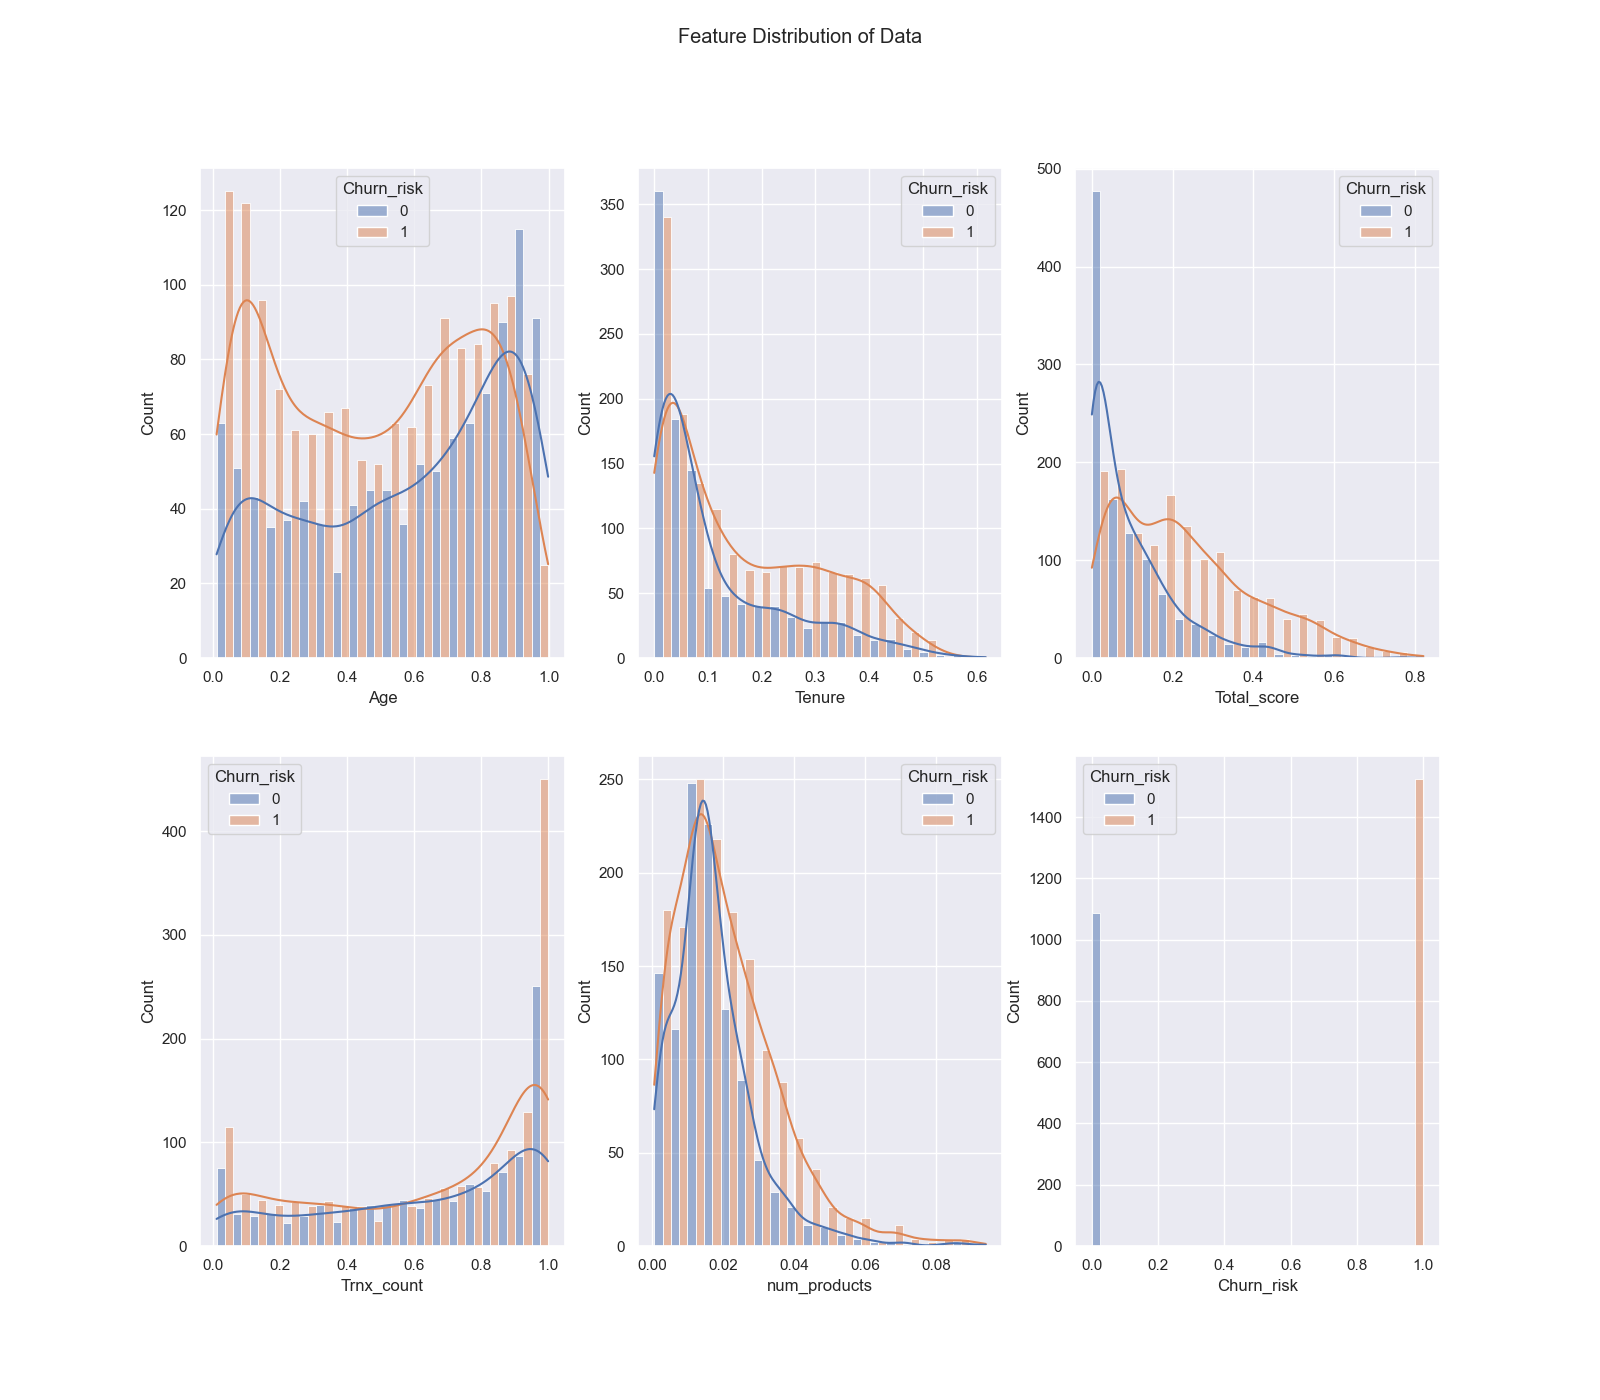 Feature Distribution of Data
Churn_risk
0
1
120
100
80
60
40
20
0
Count
0.0 0.2 0.4 0.6 0.8 1.0
Age
Churn_risk
0
1
350
300
250
200
150
100
50
0
Count
0.0 0.1 0.2 0.3 0.4 0.5 0.6
Tenure
Churn_risk
0
1
500
400
300
200
100
0
Count
0.0 0.2 0.4 0.6 0.8
Total_score
Churn_risk
0
1
400
300
200
100
0
Count
0.0 0.2 0.4 0.6 0.8 1.0
Trnx_count
Churn_risk
0
1
250
200
150
100
50
0
Count
0.00 0.02 0.04 0.06 0.08
num_products
Churn_risk
0
1
1400
1200
1000
800
600
400
200
0
Count
0.0 0.2 0.4 0.6 0.8 1.0
Churn_risk